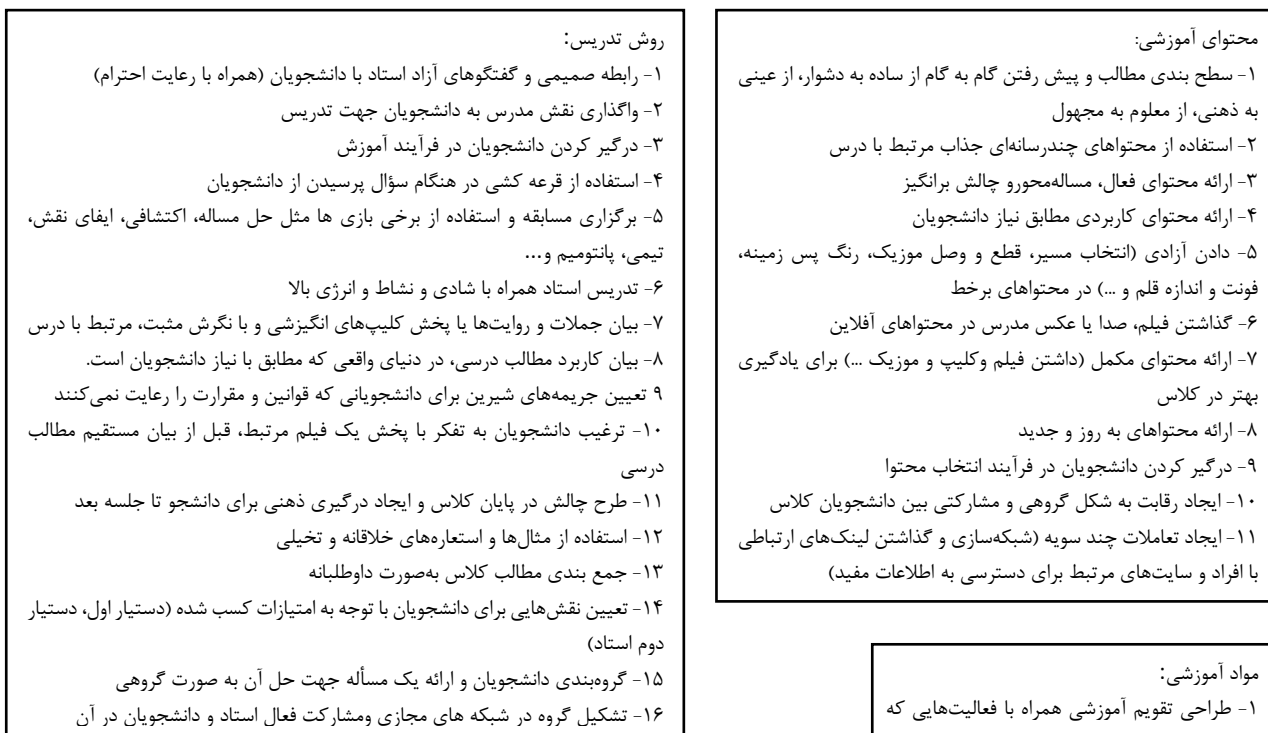 محتوای آموزشی:
۱- سطح بندی مطالب و پیش رفتن گام به گام از ساده به دشوار، از عینی
به ذهنی، از معلوم به مجهول
۲- استفاده از محتواهای چندرسانه‌ای جذاب مرتبط با درس
۳- ارائه محتوای فعال، مساله‌محورو چالش برانگیز
۴- ارائه محتوای کاربردی مطابق نیاز دانشجویان
۵- دادن آزادی (انتخاب مسیر، قطع و وصل موزیک، رنگ پس زمینه،
فونت و اندازه قلم و ...) در محتواهای برخط
۶- گذاشتن فیلم، صدا یا عکس مدرس در محتواهای آفلاین
۷- ارائه محتوای مکمل (داشتن فیلم وکلیپ و موزیک ...) برای یادگیری
بهتر در کلاس
۸- ارائه محتواهای به روز و جدید
۹- درگیر کردن دانشجویان در فرآیند انتخاب محتوا
۱۰- ایجاد رقابت به شکل گروهی و مشارکتی بین دانشجویان کلاس
۱۱- ایجاد تعاملات چند سویه (شبکه‌سازی و گذاشتن لینک‌های ارتباطی
با افراد و سایت‌های مرتبط برای دسترسی به اطلاعات مفید)
روش تدریس:
۱- رابطه صمیمی و گفتگوهای آزاد استاد با دانشجویان (همراه با رعایت احترام)
۲- واگذاری نقش مدرس به دانشجویان جهت تدریس
۳- درگیر کردن دانشجویان در فرآیند آموزش
۴- استفاده از قرعه کشی در هنگام سؤال پرسیدن از دانشجویان
۵- برگزاری مسابقه و استفاده از برخی بازی ها مثل حل مساله، اکتشافی، ایفای نقش،
تیمی، پانتومیم و...
۶- تدریس استاد همراه با شادی و نشاط و انرژی بالا
۷- بیان جملات و روایت‌ها یا پخش کلیپ‌های انگیزشی و با نگرش مثبت، مرتبط با درس
۸- بیان کاربرد مطالب درسی، در دنیای واقعی که مطابق با نیاز دانشجویان است.
۹ تعیین جریمه‌های شیرین برای دانشجویانی که قوانین و مقرارت را رعایت نمی‌کنند
۱۰- ترغیب دانشجویان به تفکر با پخش یک فیلم مرتبط، قبل از بیان مستقیم مطالب
درسی
۱۱- طرح چالش در پایان کلاس و ایجاد درگیری ذهنی برای دانشجو تا جلسه بعد
۱۲- استفاده از مثال‌ها و استعاره‌های خلاقانه و تخیلی
۱۳- جمع بندی مطالب کلاس به‌صورت داوطلبانه
۱۴- تعیین نقش‌هایی برای دانشجویان با توجه به امتیازات کسب شده (دستیار اول، دستیار
دوم استاد)
۱۵- گروه‌بندی دانشجویان و ارائه یک مسأله جهت حل آن به صورت گروهی
۱۶- تشکیل گروه در شبکه های مجازی ومشارکت فعال استاد و دانشجویان در آن
مواد آموزشی:
۱- طراحی تقویم آموزشی همراه با فعالیت‌هایی که